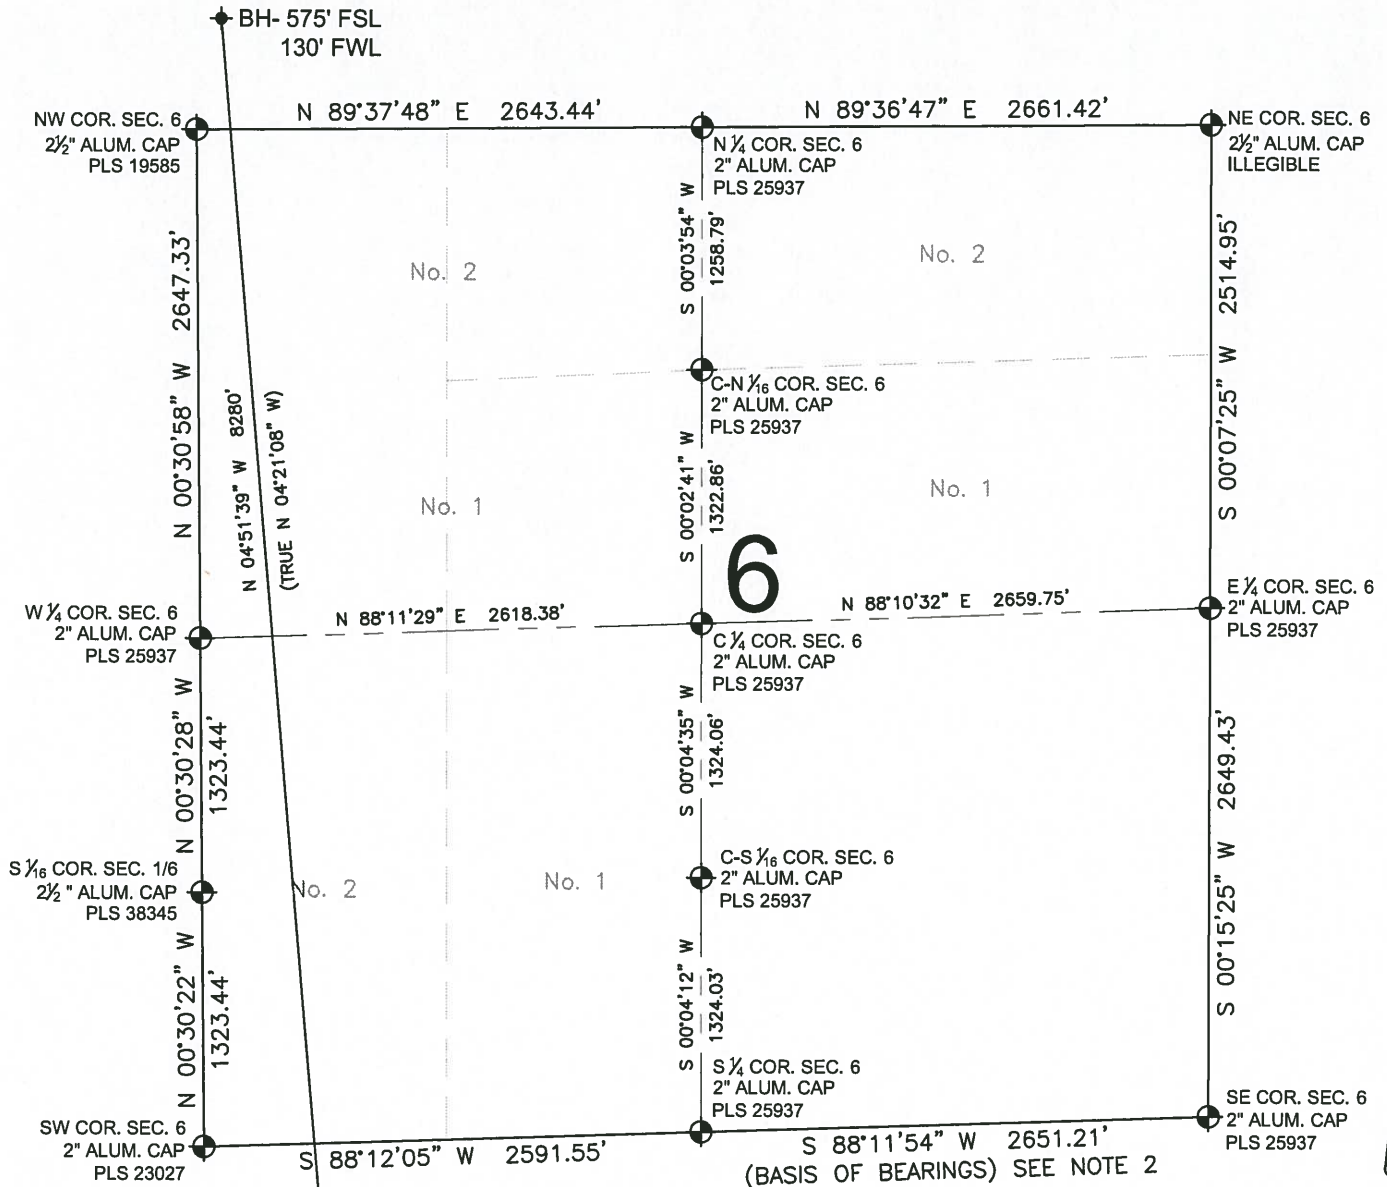 BH- 575' FSL
130' FWL
N 89°37'48" E 2643.44'
N 89°36'47" E 2661.42'
NW COR. SEC. 6
2½" ALUM. CAP
PLS 19585
N ¼ COR. SEC. 6
2" ALUM. CAP
PLS 25937
NE COR. SEC. 6
2½" ALUM. CAP
ILLEGIBLE
N 00°30'58" W 2647.33'
N 04°51'39" W 8280'
(TRUE N 04°21'08" W)
No. 2
S 00°03'54" W
1258.79'
No. 2
S 00°07'25" W 2514.95'
C-N 1/16 COR. SEC. 6
2" ALUM. CAP
PLS 25937
No. 1
S 00°02'41" W
1322.86'
No. 1
6
W ¼ COR. SEC. 6
2" ALUM. CAP
PLS 25937
N 88°11'29" E 2618.38'
N 88°10'32" E 2659.75'
C ¼ COR. SEC. 6
2" ALUM. CAP
PLS 25937
E ¼ COR. SEC. 6
2" ALUM. CAP
PLS 25937
N 00°30'28" W
1323.44'
S 00°04'35" W
1324.06'
S 00°15'25" W 2649.43'
S 1/16 COR. SEC. 1/6
2½ " ALUM. CAP
PLS 38345
No. 2
No. 1
C-S 1/16 COR. SEC. 6
2" ALUM. CAP
PLS 25937
N 00°30'22" W
1323.44'
S 00°04'12" W
1324.03'
SW COR. SEC. 6
2" ALUM. CAP
PLS 23027
S 88°12'05" W 2591.55'
S ¼ COR. SEC. 6
2" ALUM. CAP
PLS 25937
S 88°11'54" W 2651.21'
(BASIS OF BEARINGS) SEE NOTE 2
SE COR. SEC. 6
2" ALUM. CAP
PLS 25937